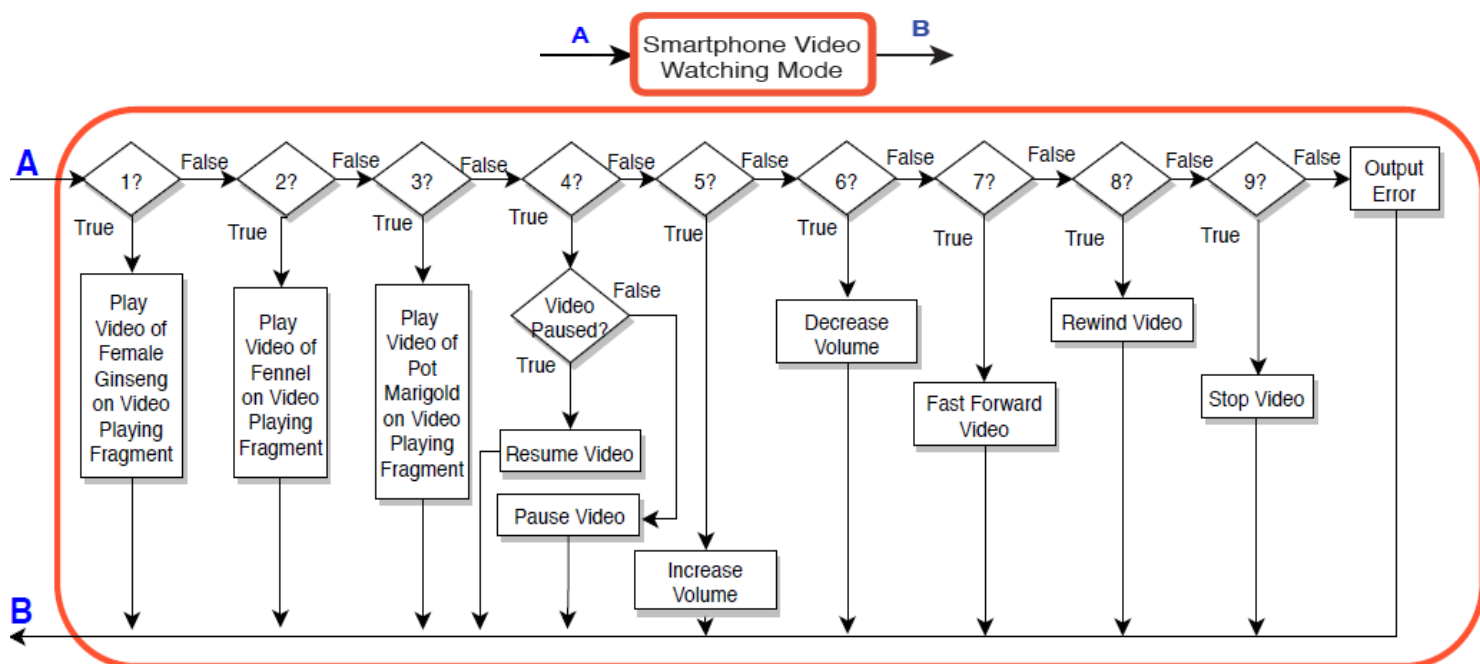 A
Smartphone Video
Watching Mode
B
A
1?
False
2?
False
3?
False
4?
False
5?
False
6?
False
7?
False
8?
False
9?
False
Output
Error
True
True
True
True
True
True
True
True
True
Play
Video of
Female
Ginseng
on Video
Playing
Fragment
Play
Video of
Fennel
on Video
Playing
Fragment
Play
Video of
Pot
Marigold
on Video
Playing
Fragment
Video
Paused?
False
True
Resume Video
Pause Video
Increase
Volume
Decrease
Volume
Fast Forward
Video
Rewind Video
Stop Video
B